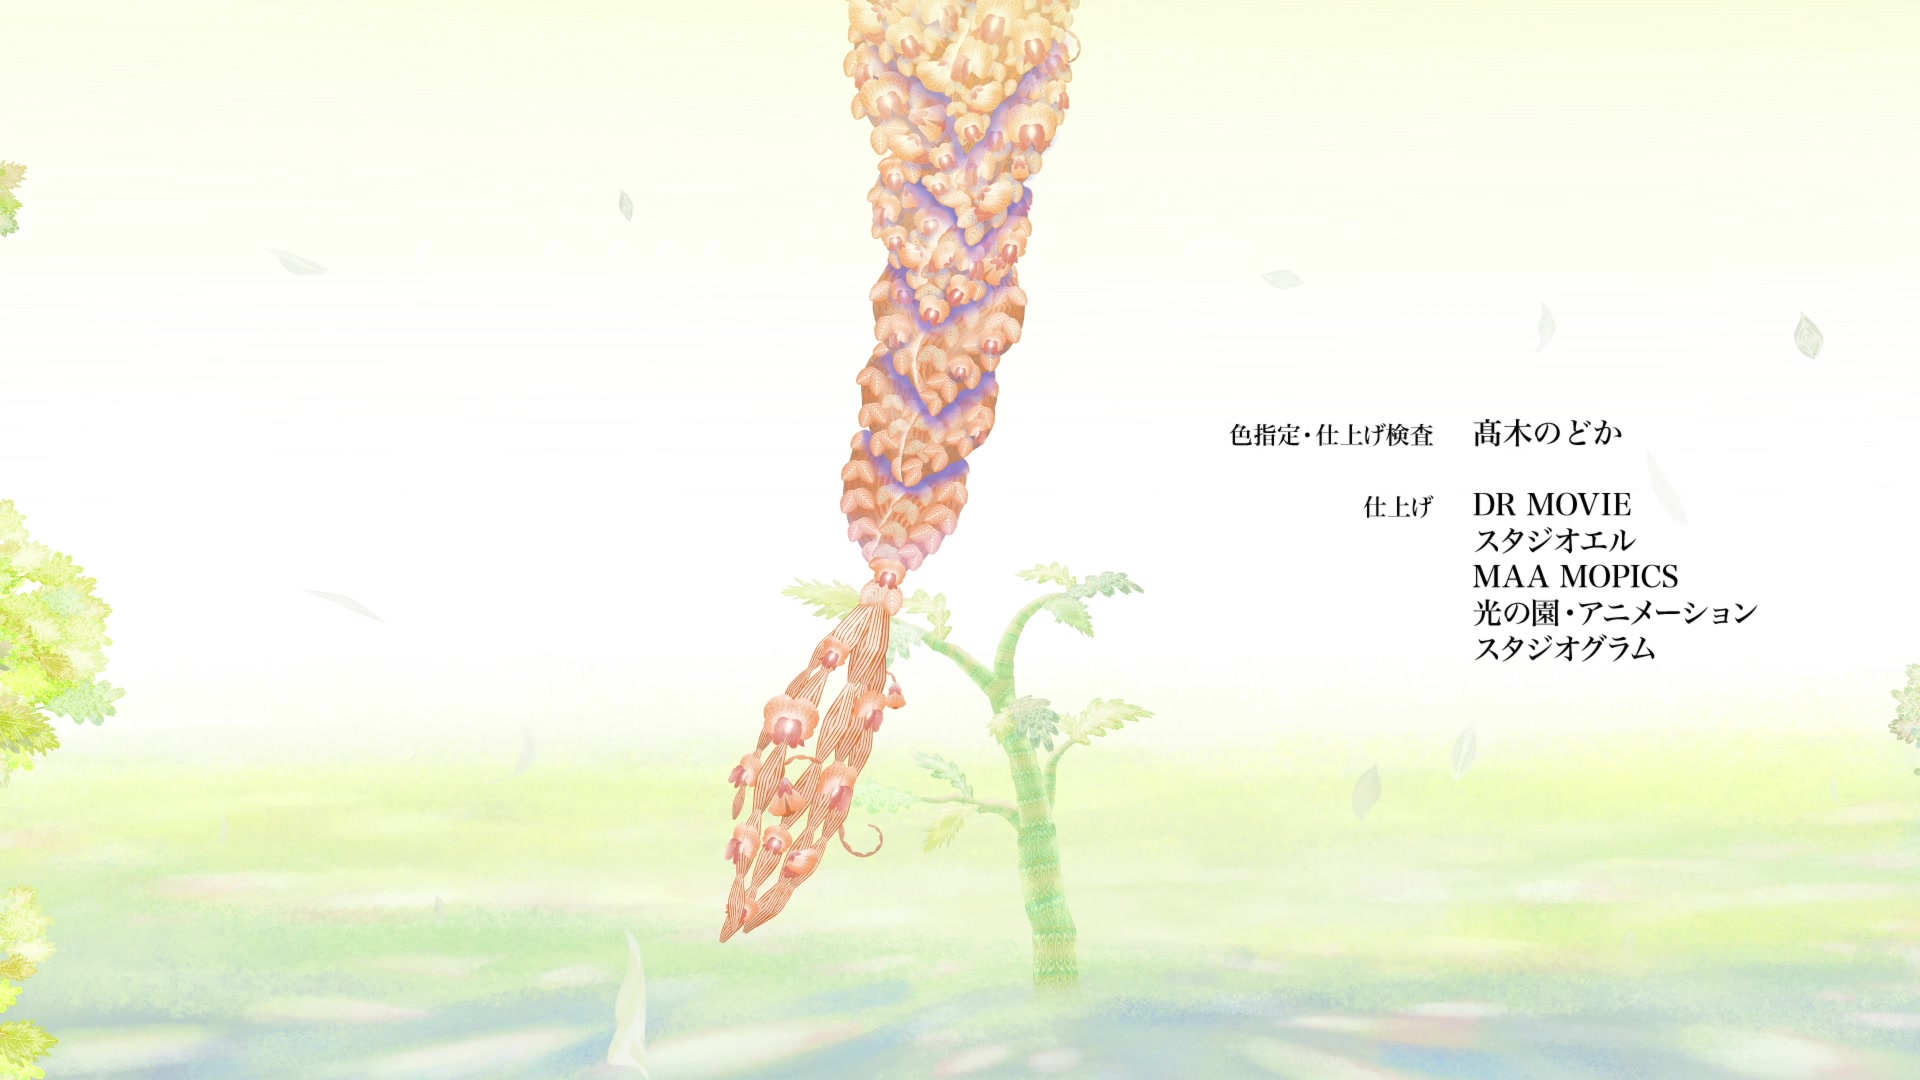 色指定・仕上げ検査 髙木のどか
仕上げ DR MOVIE
スタジオエル
MAA MOPICS
光の園・アニメーション
スタジオグラム